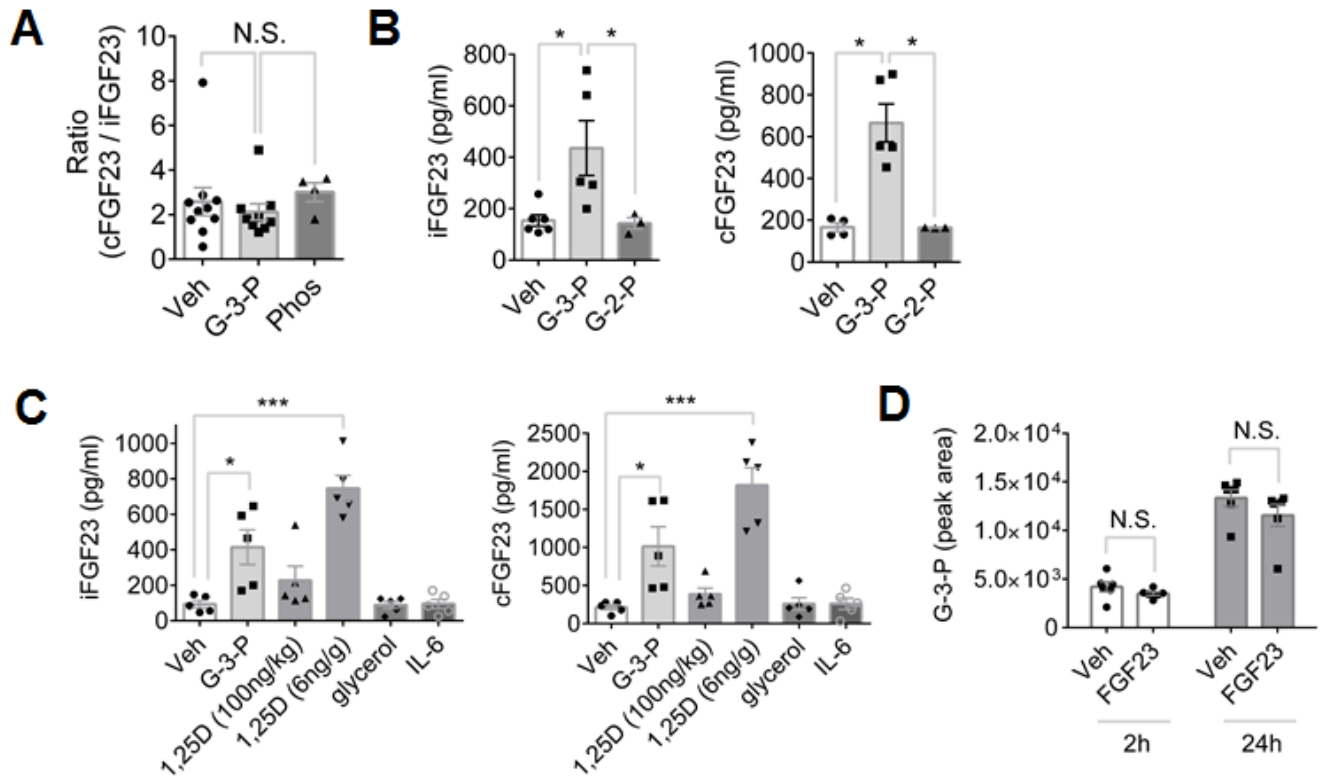 A
Ratio
(cFGF23 / iFGF23)
10
8
6
4
2
0
N.S.
Veh
G-3-P
Phos
B
iFGF23 (pg/ml)
800
600
400
200
0
*
*
Veh
G-3-P
G-2-P
cFGF23 (pg/ml)
1000
800
600
400
200
0
*
*
Veh
G-3-P
G-2-P
C
iFGF23 (pg/ml)
1000
800
600
400
200
0
***
*
Veh
G-3-P
1,25D (100ng/kg)
1,25D (6ng/g)
glycerol
IL-6
cFGF23 (pg/ml)
2500
2000
1500
1000
500
0
***
*
Veh
G-3-P
1,25D (100ng/kg)
1,25D (6ng/g)
glycerol
IL-6
D
G-3-P (peak area)
2.0×10⁴
1.5×10⁴
1.0×10⁴
5.0×10³
0
N.S.
N.S.
Veh
FGF23
Veh
FGF23
2h
24h